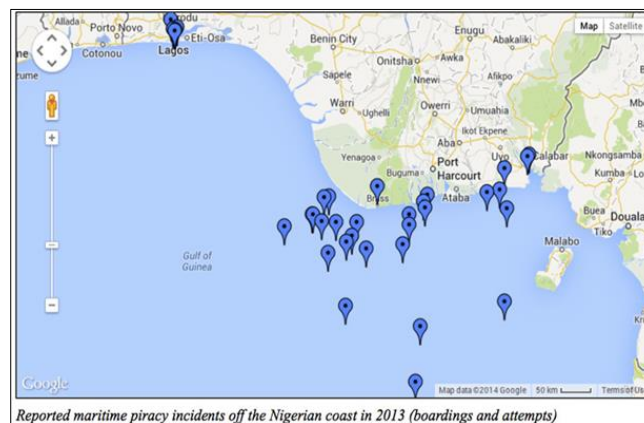 Allada
Ikorodu
Porto Novo
Eti-Osa
Lagos
Cotonou
Benin City
Enugu
Abakaliki
Map
Satellite
Onitsha
Nnewi
Afikpo
Sapele
Warri
Ughelli
Owerri
Umuahia
Ikot Ekpene
Aba
Uyo
Calabar
Nkongsamba
Yenagoa
Port
Harcourt
Buguma
Kumba
Brass
Ataba
Buea
Tiko
Douala
Malabo
Gulf of
Guinea
Google
Map data ©2014 Google
50 km
Terms of Us
Reported maritime piracy incidents off the Nigerian coast in 2013 (boardings and attempts)